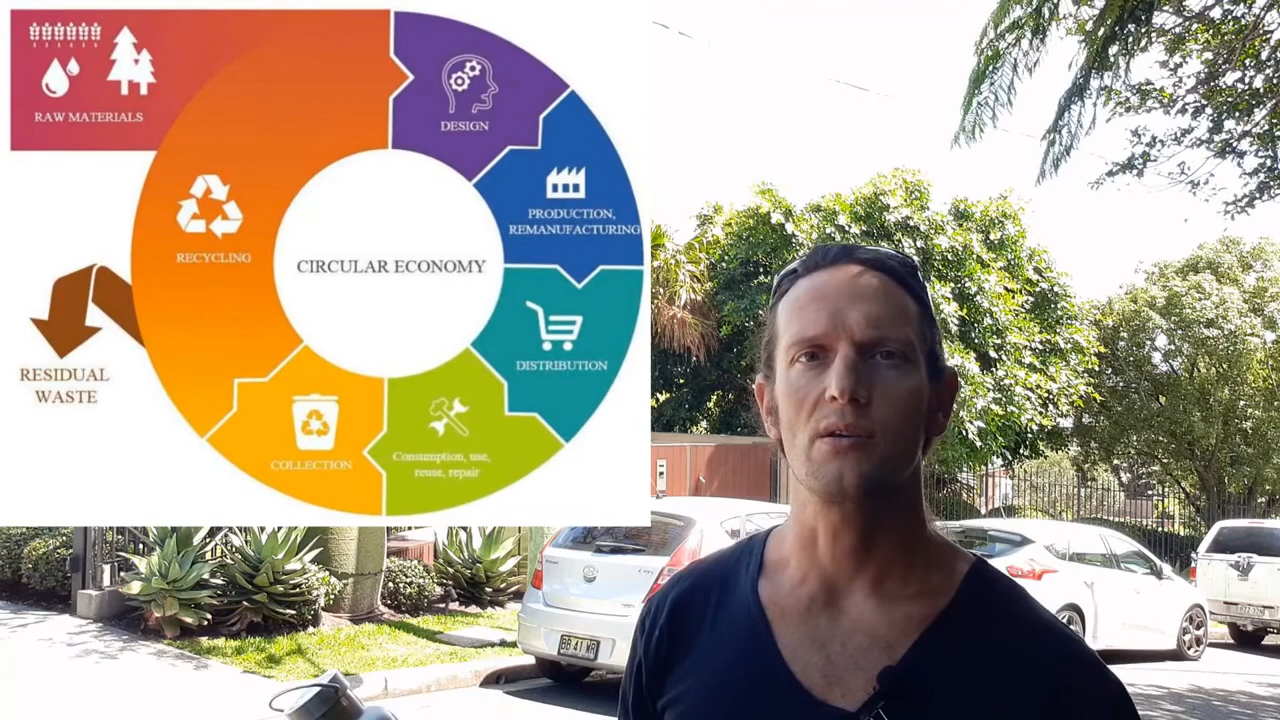 RAW MATERIALS
DESIGN
PRODUCTION,
REMANUFACTURING
RECYCLING
CIRCULAR ECONOMY
DISTRIBUTION
RESIDUAL
WASTE
COLLECTION
Consumption, use,
reuse, repair